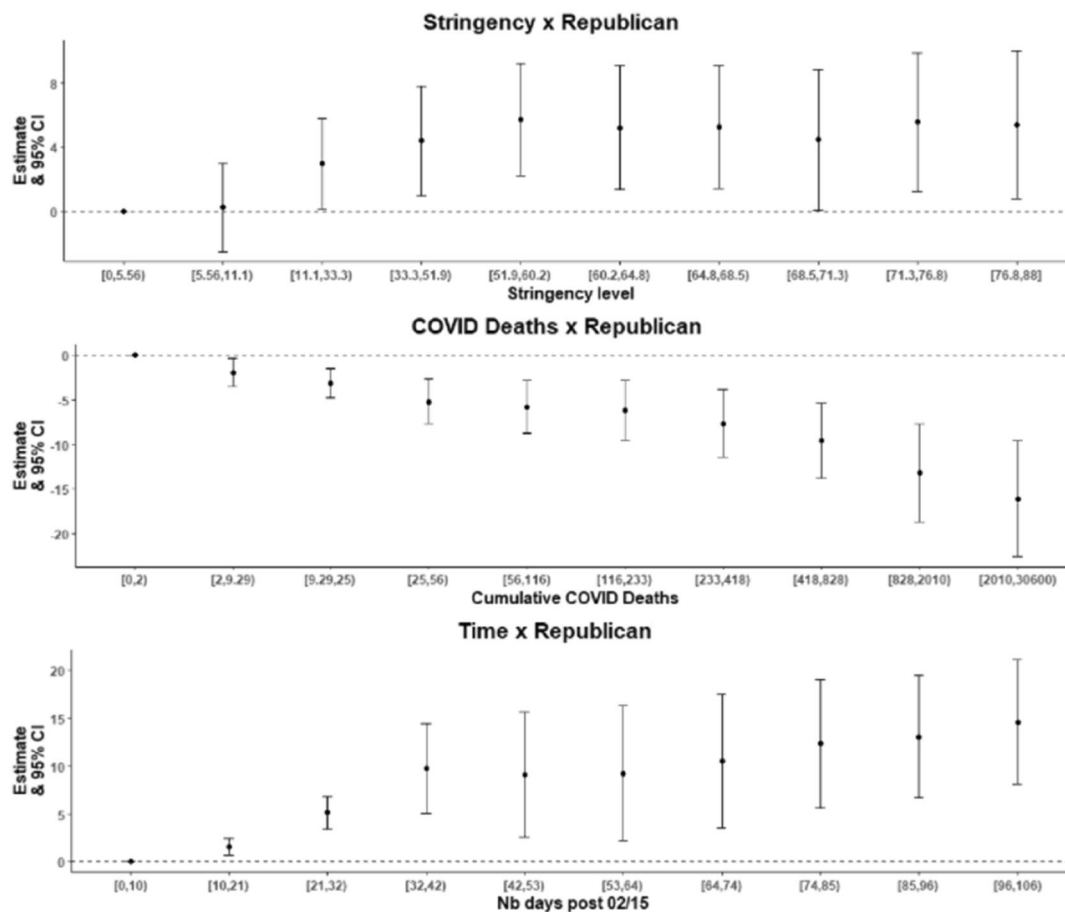 Stringency x Republican
Estimate
& 95% CI
8
4
0
[0,5.56) [5.56,11.1) [11.1,33.3) [33.3,51.9) [51.9,60.2) [60.2,64.8) [64.8,68.5) [68.5,71.3) [71.3,76.8) [76.8,88]
Stringency level
COVID Deaths x Republican
Estimate
& 95% CI
0
-5
-10
-15
-20
[0,2) [2,9.29) [9.29,25) [25,56) [56,116) [116,233) [233,418) [418,828) [828,2010) [2010,30600)
Cumulative COVID Deaths
Time x Republican
Estimate
& 95% CI
20
15
10
5
0
[0,10) [10,21) [21,32) [32,42) [42,53) [53,64) [64,74) [74,85) [85,96) [96,106)
Nb days post 02/15